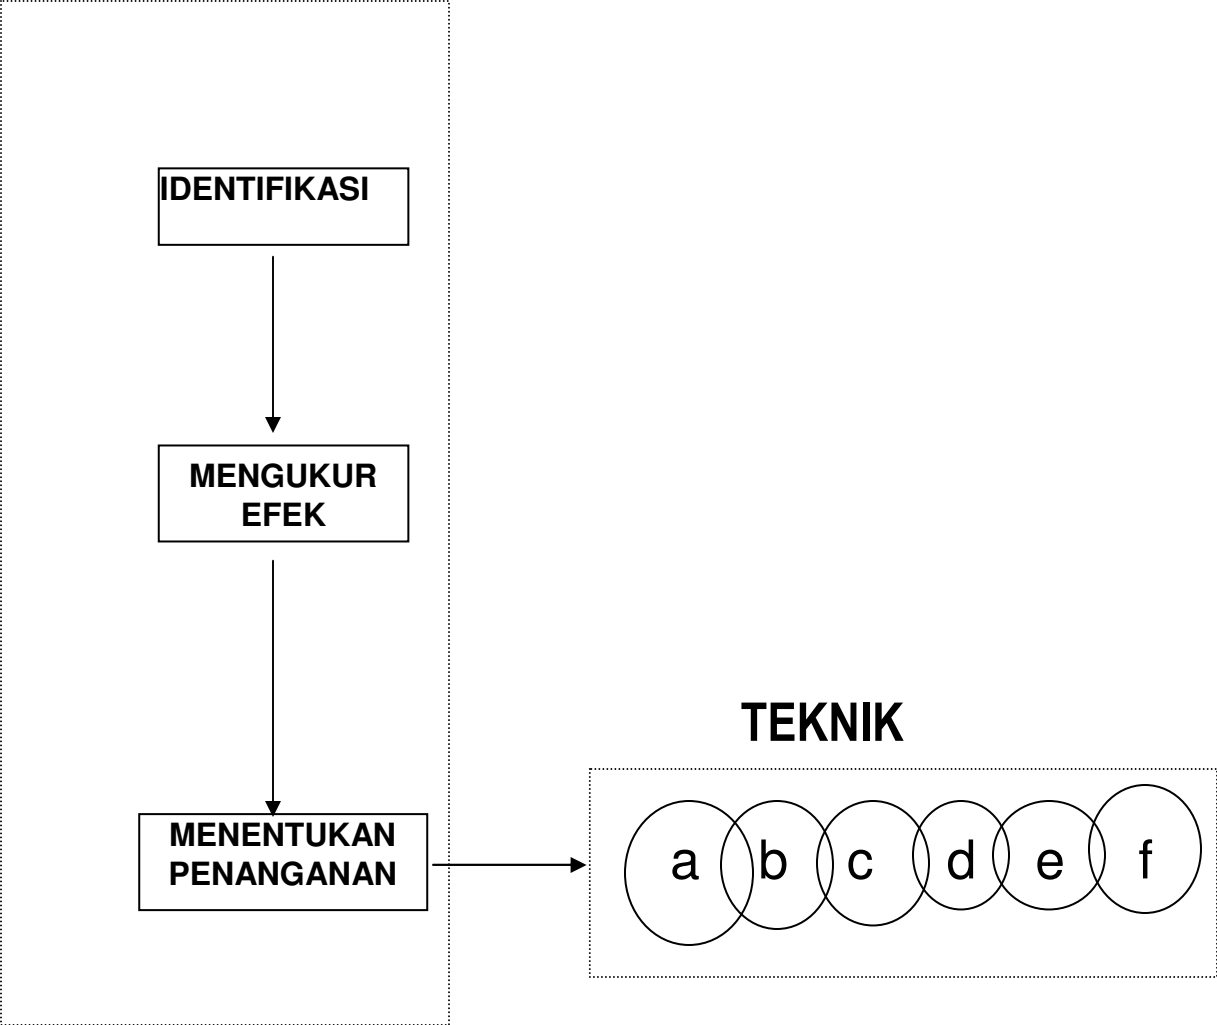 IDENTIFIKASI
MENGUKUR
EFEK
MENENTUKAN
PENANGANAN
TEKNIK
a b c d e f